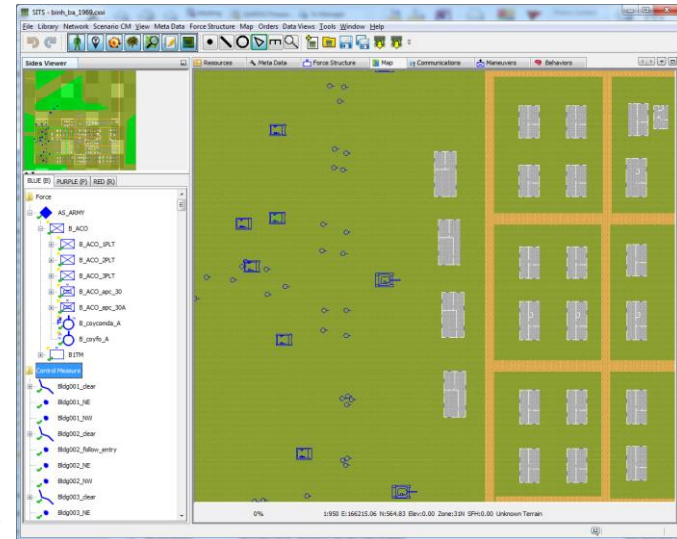 SITS - binh_ba_1969.csxi
File Library Network Scenario CM View Meta Data Force Structure Map Orders Data Views Tools Window Help
Sides Viewer
Resources Meta Data Force Structure Map Communications Maneuvers Behaviors
BLUE (B) PURPLE (P) RED (R)
Force
AS_ARMY
B_ACO
B_ACO_1PLT
B_ACO_2PLT
B_ACO_3PLT
B_ACO_apc_30
B_ACO_apc_30A
B_coycomda_A
B_coyfo_A
B1TM
Control Measure
Bldg001_clear
Bldg001_NE
Bldg001_NW
Bldg002_clear
Bldg002_follow_entry
Bldg002_NE
Bldg002_NW
Bldg003_clear
Bldg003_NE
0% 1:950 E:166215.06 N:564.83 Elev:0.00 Zone:31N SFH:0.00 Unknown Terrain